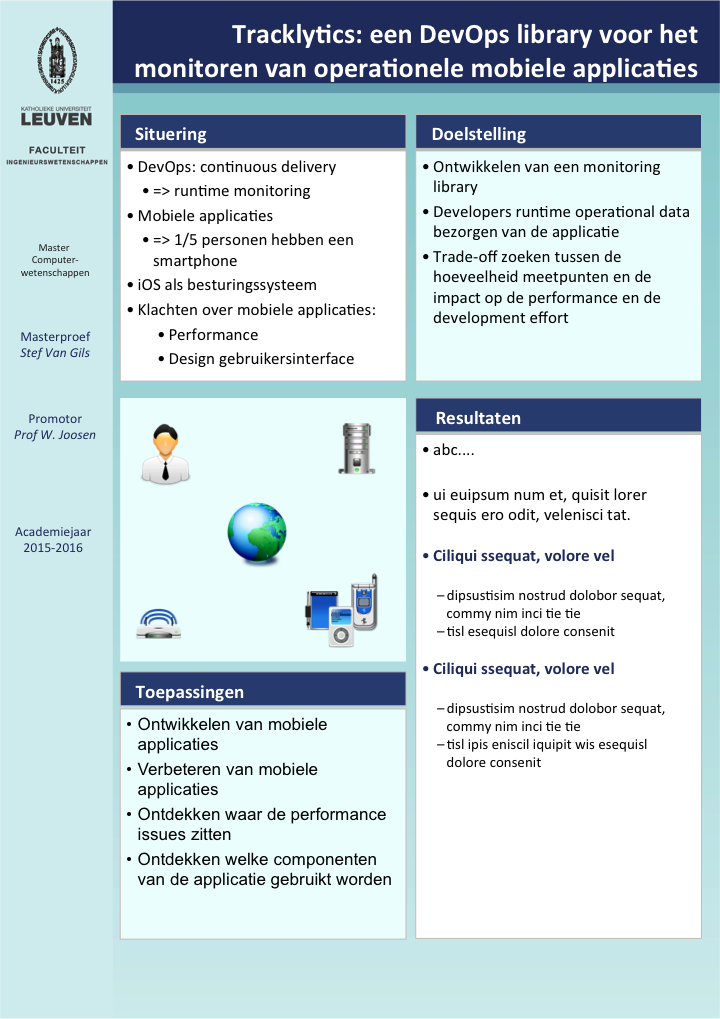 Tracklytics: een DevOps library voor het
monitoren van operationele mobiele applicaties
1425
KATHOLIEKE UNIVERSITEIT
LEUVEN
FACULTEIT
INGENIEURSWETENSCHAPPEN
Master
Computer-
wetenschappen
Masterproef
Stef Van Gils
Promotor
Prof W. Joosen
Academiejaar
2015-2016
Situering
• DevOps: continuous delivery
• => runtime monitoring
• Mobiele applicaties
• => 1/5 personen hebben een
smartphone
• iOS als besturingssysteem
• Klachten over mobiele applicaties:
• Performance
• Design gebruikersinterface
Doelstelling
• Ontwikkelen van een monitoring
library
• Developers runtime operational data
bezorgen van de applicatie
• Trade-off zoeken tussen de
hoeveelheid meetpunten en de
impact op de performance en de
development effort
Toepassingen
• Ontwikkelen van mobiele
applicaties
• Verbeteren van mobiele
applicaties
• Ontdekken waar de performance
issues zitten
• Ontdekken welke componenten
van de applicatie gebruikt worden
Resultaten
• abc....
• ui euipsum num et, quisit lorer
sequis ero odit, velenisci tat.
• Ciliqui ssequat, volore vel
– dipsustisim nostrud dolobor sequat,
commy nim inci tie tie
– tisl esequisl dolore consenit
• Ciliqui ssequat, volore vel
– dipsustisim nostrud dolobor sequat,
commy nim inci tie tie
– tisl ipis eniscil iquipit wis esequisl
dolore consenit